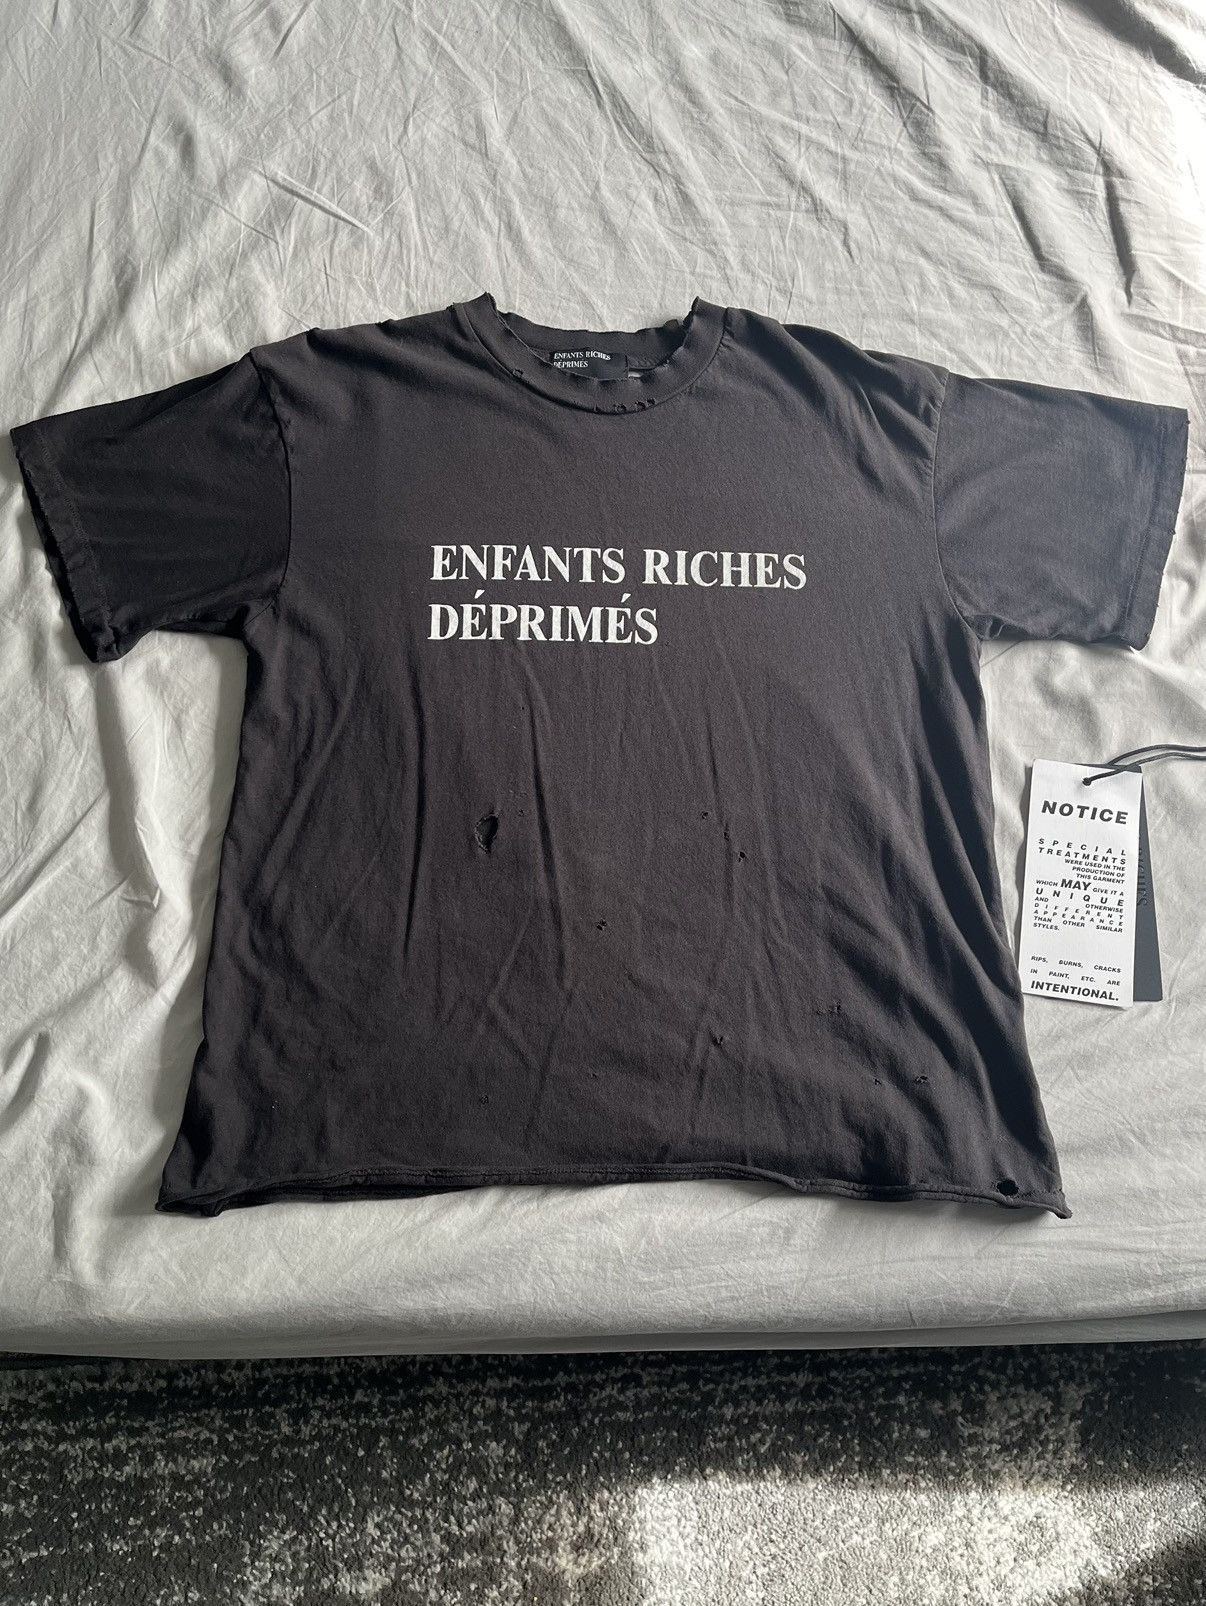 ENFANTS RICHES
DÉPRIMÉS
ENFANTS RICHES
DÉPRIMÉS
NOTICE
SPECIAL
TREATMENTS
WERE USED IN THE
PRODUCTION OF
THIS GARMENT
WHICH MAY GIVE IT A
UNIQUE
AND OTHERWISE
DIFFERENT
APPEARANCE
THAN OTHER SIMILAR
STYLES.
RIPS, BURNS, CRACKS
IN PAINT, ETC. ARE
INTENTIONAL.